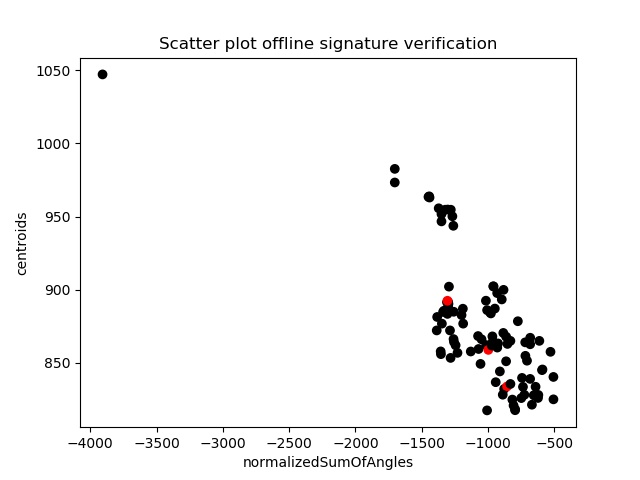 Scatter plot offline signature verification
1050
1000
950
900
850
centroids
−4000 −3500 −3000 −2500 −2000 −1500 −1000 −500
normalizedSumOfAngles